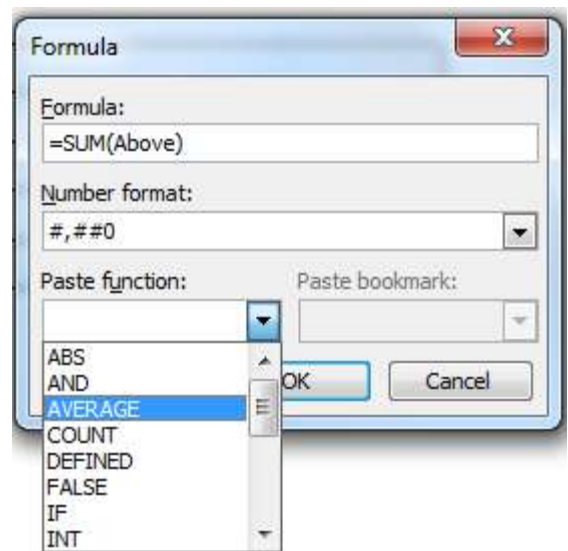 Formula
Formula:
=SUM(Above)
Number format:
#,##0
Paste function: Paste bookmark:
OK Cancel
ABS
AND
AVERAGE
COUNT
DEFINED
FALSE
IF
INT